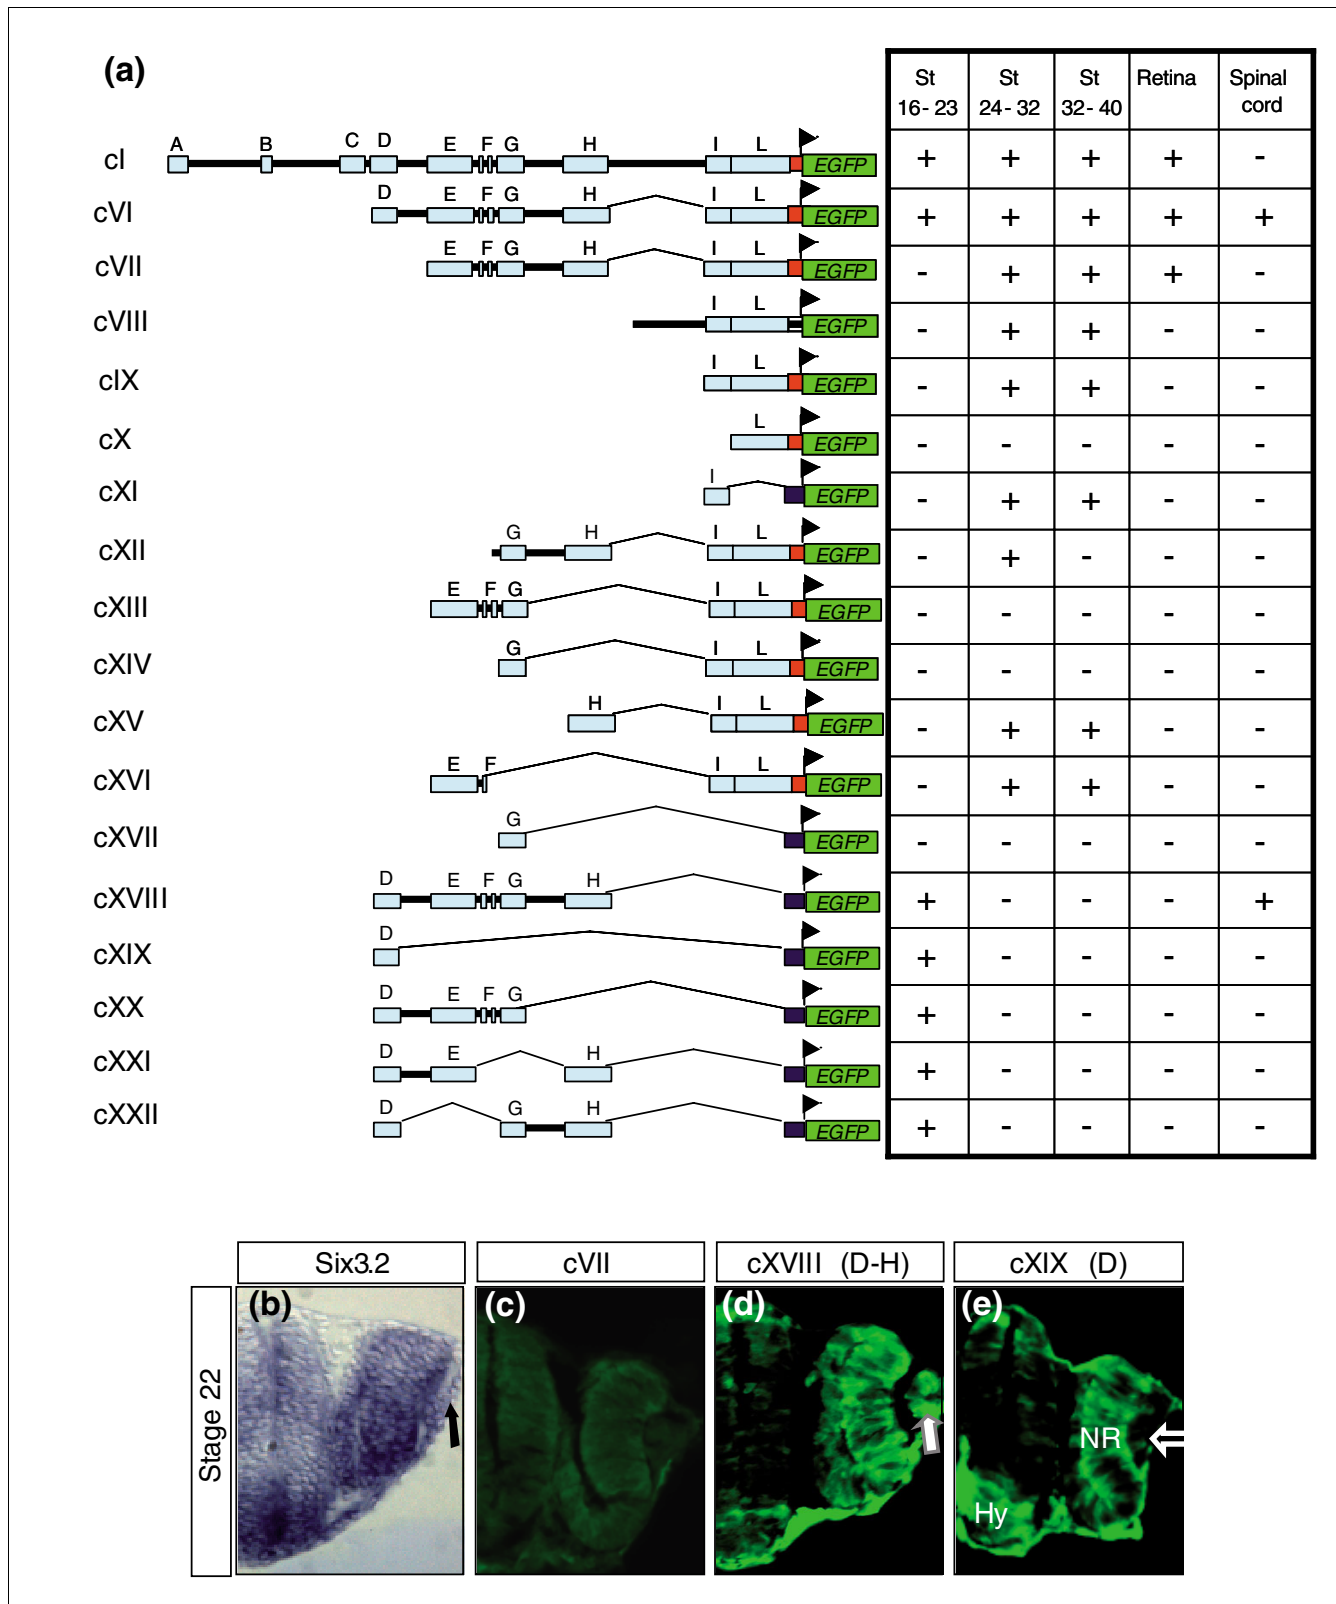 (a)
St 16-23 St 24-32 St 32-40 Retina Spinal cord
A B C D E F G H I L
cI EGFP + + + + -
D E F G H I L
cVI EGFP + + + + +
E F G H I L
cVII EGFP - + + + -
I L
cVIII EGFP - + + - -
I L
cIX EGFP - + + - -
L
cX EGFP - - - - -
I
cXI EGFP - + + - -
G H I L
cXII EGFP - + - - -
E F G I L
cXIII EGFP - - - - -
G I L
cXIV EGFP - - - - -
H I L
cXV EGFP - + + - -
E F I L
cXVI EGFP - + + - -
G
cXVII EGFP - - - - -
D E F G H
cXVIII EGFP + - - - +
D
cXIX EGFP + - - - -
D E F G
cXX EGFP + - - - -
D E H
cXXI EGFP + - - - -
D G H
cXXII EGFP + - - - -
Six3.2 cVII cXVIII (D-H) cXIX (D)
Stage 22
(b) (c) (d) (e)
NR
Hy